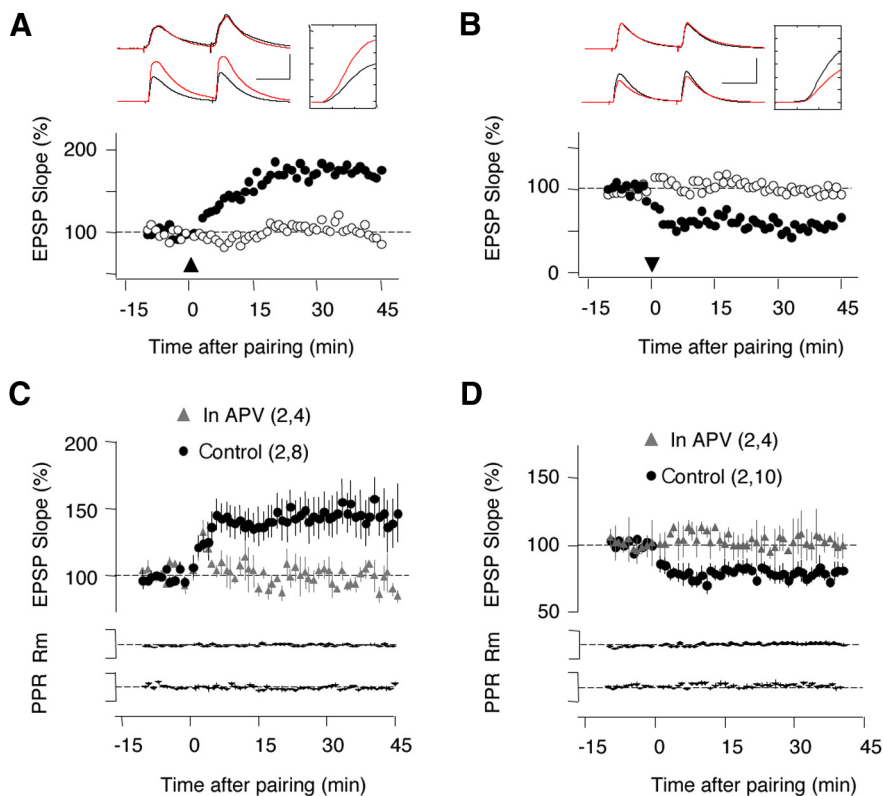 A
EPSP Slope (%)
200
100
-15 0 15 30 45
Time after pairing (min)
B
EPSP Slope (%)
100
0
-15 0 15 30 45
Time after pairing (min)
C
In APV (2,4)
Control (2,8)
EPSP Slope (%)
200
150
100
Rm
PPR
-15 0 15 30 45
Time after pairing (min)
D
In APV (2,4)
Control (2,10)
EPSP Slope (%)
150
100
50
Rm
PPR
-15 0 15 30 45
Time after pairing (min)